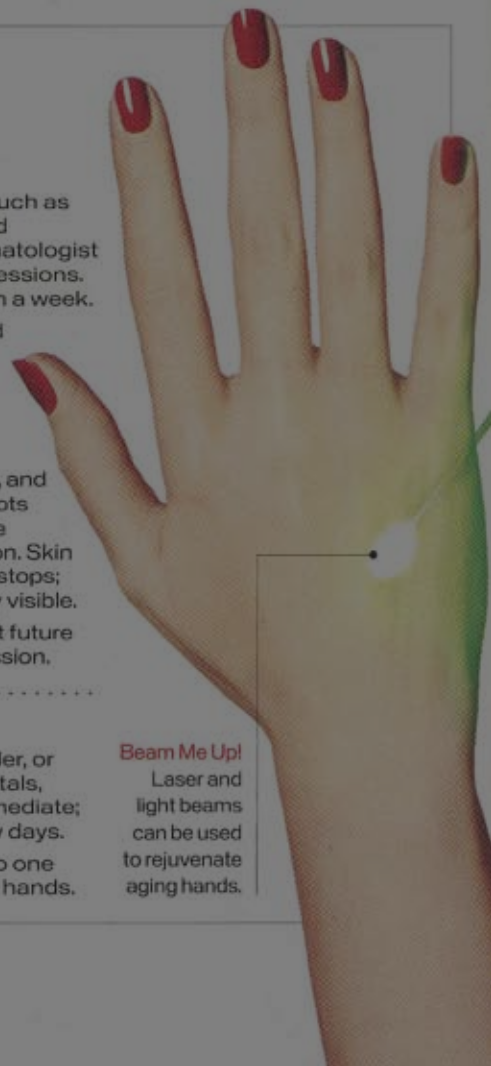 uch as
d
atologist
essions.
n a week.
d
, and
ots
e
on. Skin
stops;
y visible.
t future
sion.
ler, or
tals,
nediate;
v days.
o one
hands.
Beam Me Up!
Laser and
light beams
can be used
to rejuvenate
aging hands.